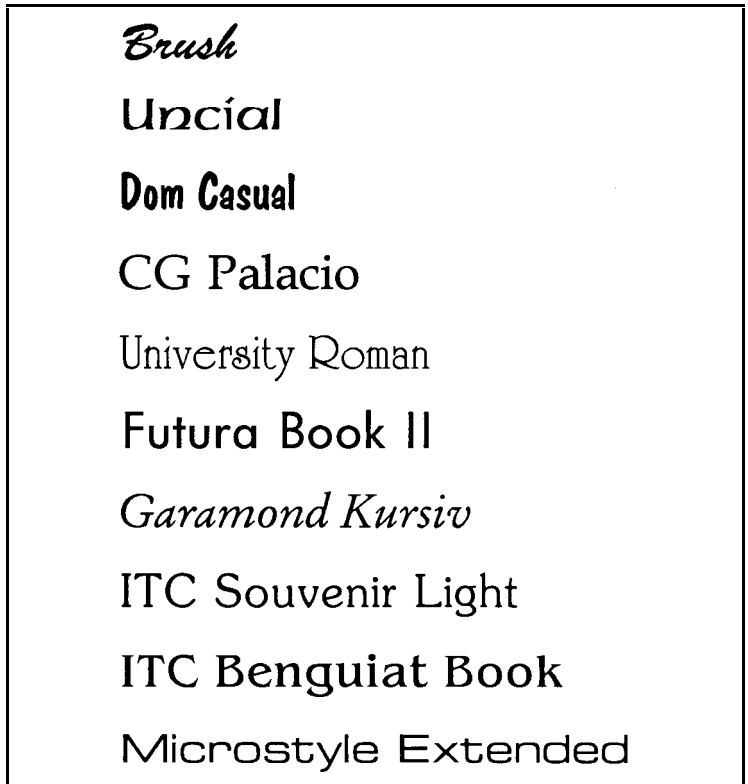 Brush
Uncial
Dom Casual
CG Palacio
University Roman
Futura Book II
Garamond Kursiv
ITC Souvenir Light
ITC Benguiat Book
Microstyle Extended